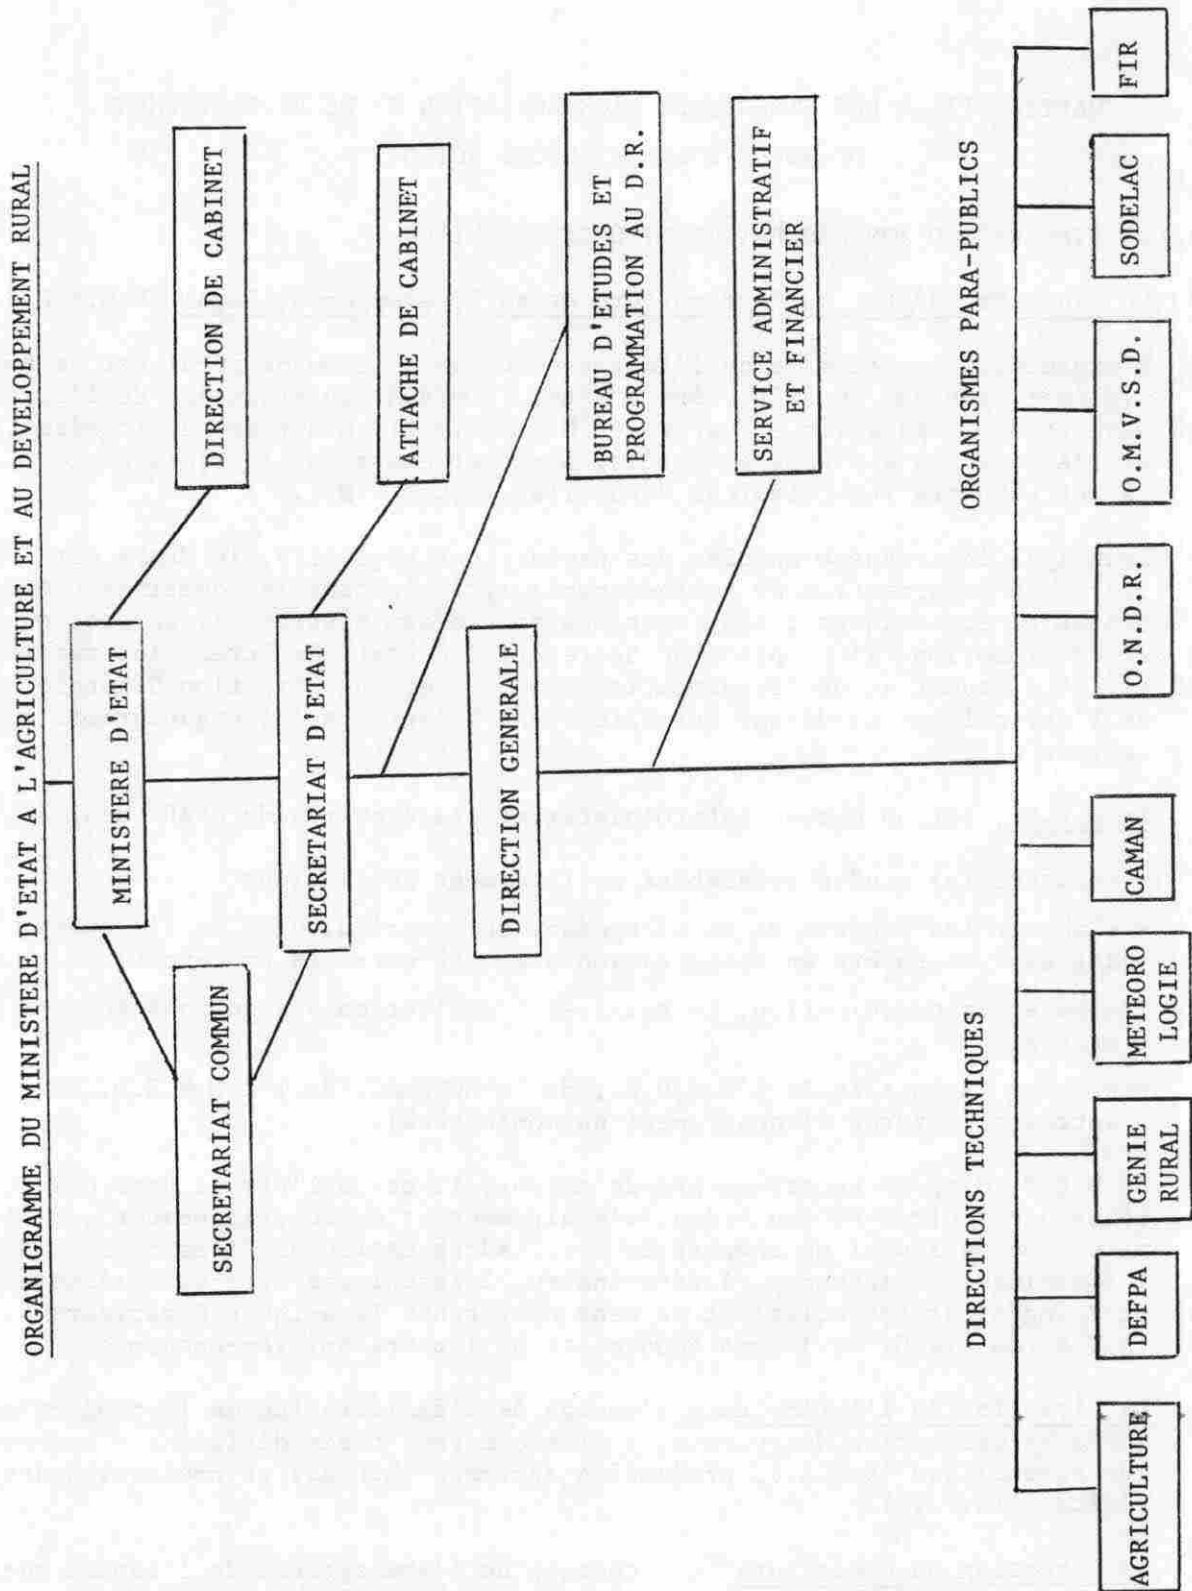 ORGANIGRAMME DU MINISTERE D'ETAT A L'AGRICULTURE ET AU DEVELOPPEMENT RURAL
MINISTERE D'ETAT
DIRECTION DE CABINET
SECRETARIAT COMMUN
SECRETARIAT D'ETAT
ATTACHE DE CABINET
DIRECTION GENERALE
BUREAU D'ETUDES ET
PROGRAMMATION AU D.R.
SERVICE ADMINISTRATIF
ET FINANCIER
DIRECTIONS TECHNIQUES
ORGANISMES PARA-PUBLICS
AGRICULTURE
DEFPA
GENIE
RURAL
METEORO
LOGIE
CAMAN
O.N.D.R.
O.M.V.S.D.
SODELAC
FIR